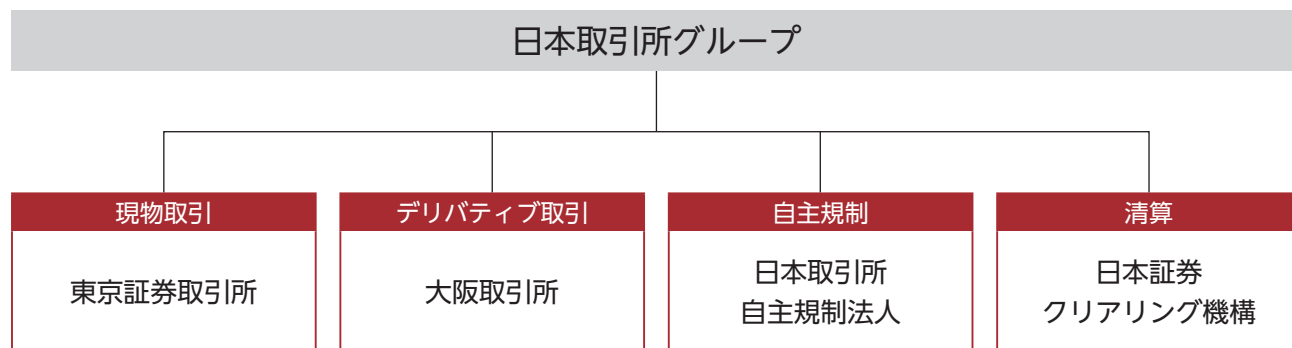 日本取引所グループ
現物取引
東京証券取引所
デリバティブ取引
大阪取引所
自主規制
日本取引所
自主規制法人
清算
日本証券
クリアリング機構